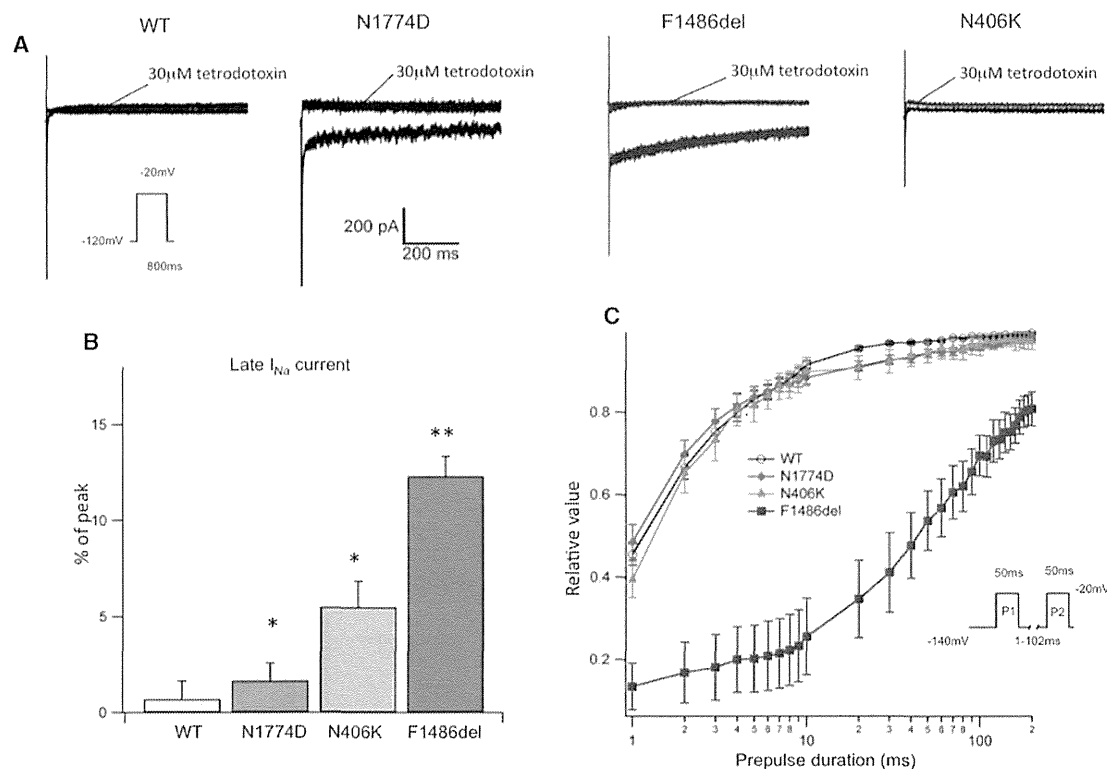 A
WT
N1774D
F1486del
N406K
30µM tetrodotoxin
30µM tetrodotoxin
30µM tetrodotoxin
30µM tetrodotoxin
-20mV
-120mV
800ms
200 pA
200 ms
B
Late I_Na current
% of peak
15
10
5
0
WT
N1774D
N406K
F1486del
*
*
**
C
Relative value
0.8
0.6
0.4
0.2
WT
N1774D
N406K
F1486del
50ms
50ms
-20mV
P1
P2
-140mV
1-102ms
1
2
3
4
5
6
7
8
10
2
3
4
5
6
7
8
100
2
Prepulse duration (ms)